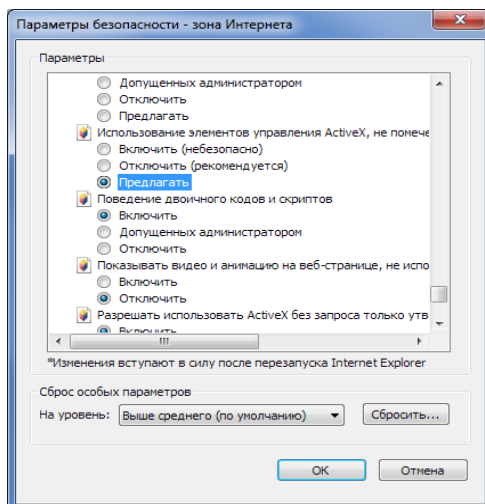 Параметры безопасности - зона Интернета
Параметры
Допущенных администратором
Отключить
Предлагать
Использование элементов управления ActiveX, не помече
Включить (небезопасно)
Отключить (рекомендуется)
Предлагать
Поведение двоичного кодов и скриптов
Включить
Допущенных администратором
Отключить
Показывать видео и анимацию на веб-странице, не испо
Включить
Отключить
Разрешать использовать ActiveX без запроса только утв
Включить
*Изменения вступают в силу после перезапуска Internet Explorer
Сброс особых параметров
На уровень: Выше среднего (по умолчанию) Сбросить...
OK Отмена